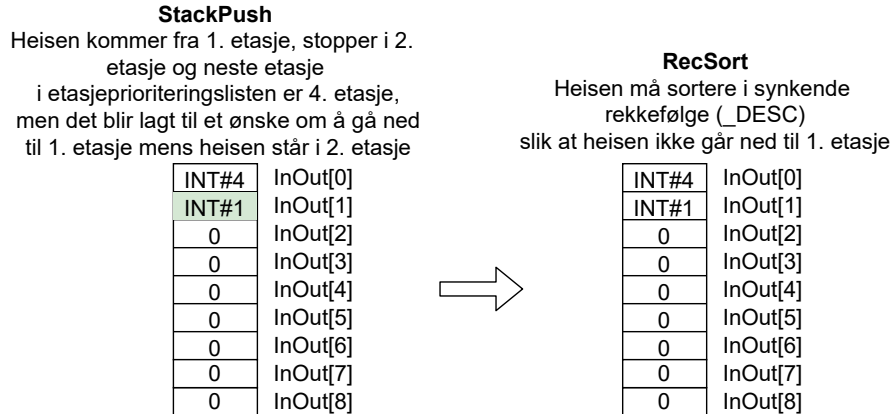 StackPush
Heisen kommer fra 1. etasje, stopper i 2.
etasje og neste etasje
i etasjeprioriteringslisten er 4. etasje,
men det blir lagt til et ønske om å gå ned
til 1. etasje mens heisen står i 2. etasje
INT#4 InOut[0]
INT#1 InOut[1]
0 InOut[2]
0 InOut[3]
0 InOut[4]
0 InOut[5]
0 InOut[6]
0 InOut[7]
0 InOut[8]
RecSort
Heisen må sortere i synkende
rekkefølge (_DESC)
slik at heisen ikke går ned til 1. etasje
INT#4 InOut[0]
INT#1 InOut[1]
0 InOut[2]
0 InOut[3]
0 InOut[4]
0 InOut[5]
0 InOut[6]
0 InOut[7]
0 InOut[8]